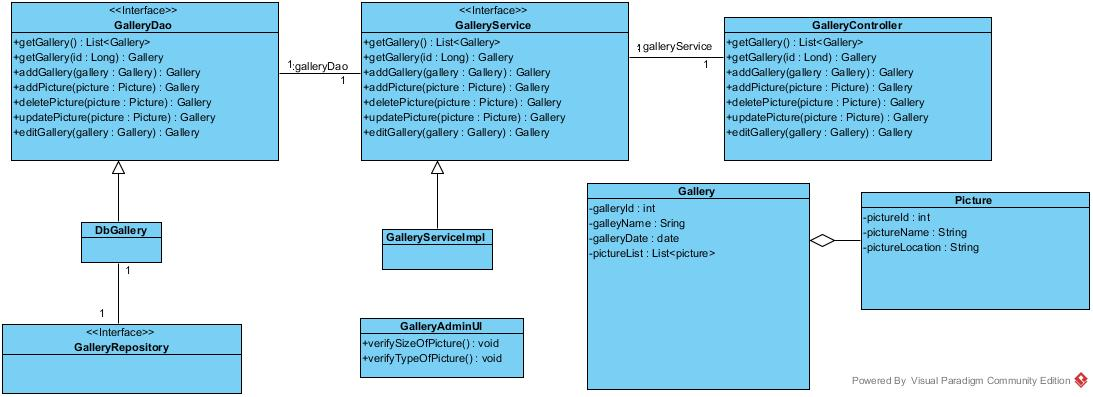 <<Interface>>
GalleryDao
+getGallery() : List<Gallery>
+getGallery(id : Long) : Gallery
+addGallery(gallery : Gallery) : Gallery
+addPicture(picture : Picture) : Gallery
+deletePicture(picture : Picture) : Gallery
+updatePicture(picture : Picture) : Gallery
+editGallery(gallery : Gallery) : Gallery
1 :galleryDao
1
<<Interface>>
GalleryService
+getGallery() : List<Gallery>
+getGallery(id : Long) : Gallery
+addGallery(gallery : Gallery) : Gallery
+addPicture(picture : Picture) : Gallery
+deletePicture(picture : Picture) : Gallery
+updatePicture(picture : Picture) : Gallery
+editGallery(gallery : Gallery) : Gallery
1 :galleryService
1
GalleryController
+getGallery() : List<Gallery>
+getGallery(id : Lond) : Gallery
+addGallery(gallery : Gallery) : Gallery
+addPicture(picture : Picture) : Gallery
+deletePicture(picture : Picture) : Gallery
+updatePicture(picture : Picture) : Gallery
+editGallery(gallery : Gallery) : Gallery
DbGallery
1
1
<<Interface>>
GalleryRepository
GalleryServiceImpl
GalleryAdminUI
+verifySizeOfPicture() : void
+verifyTypeOfPicture() : void
Gallery
-galleryId : int
-galleyName : Sring
-galleryDate : date
-pictureList : List<picture>
Picture
-pictureId : int
-pictureName : String
-pictureLocation : String
Powered By Visual Paradigm Community Edition